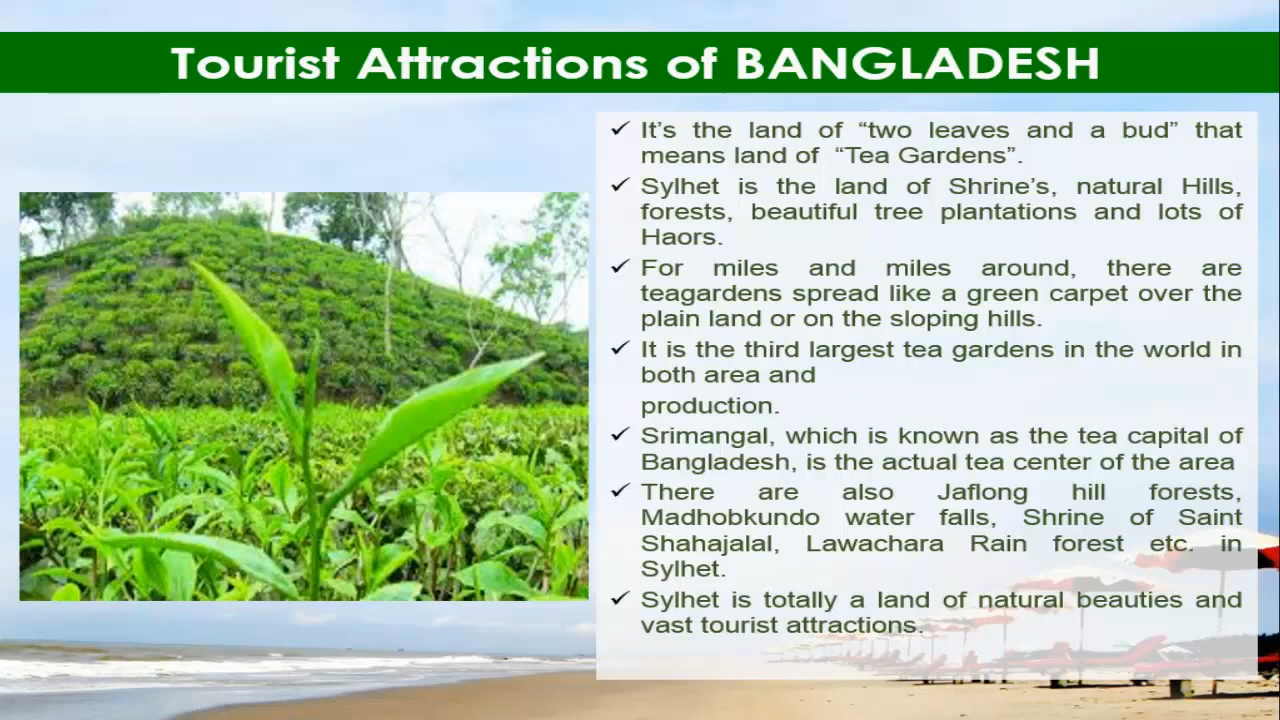 Tourist Attractions of BANGLADESH
✓ It's the land of “two leaves and a bud” that
means land of “Tea Gardens”.
✓ Sylhet is the land of Shrine's, natural Hills,
forests, beautiful tree plantations and lots of
Haors.
✓ For miles and miles around, there are
teagardens spread like a green carpet over the
plain land or on the sloping hills.
✓ It is the third largest tea gardens in the world in
both area and
production.
✓ Srimangal, which is known as the tea capital of
Bangladesh, is the actual tea center of the area
✓ There are also Jaflong hill forests,
Madhobkundo water falls, Shrine of Saint
Shahajalal, Lawachara Rain forest etc. in
Sylhet.
✓ Sylhet is totally a land of natural beauties and
vast tourist attractions.